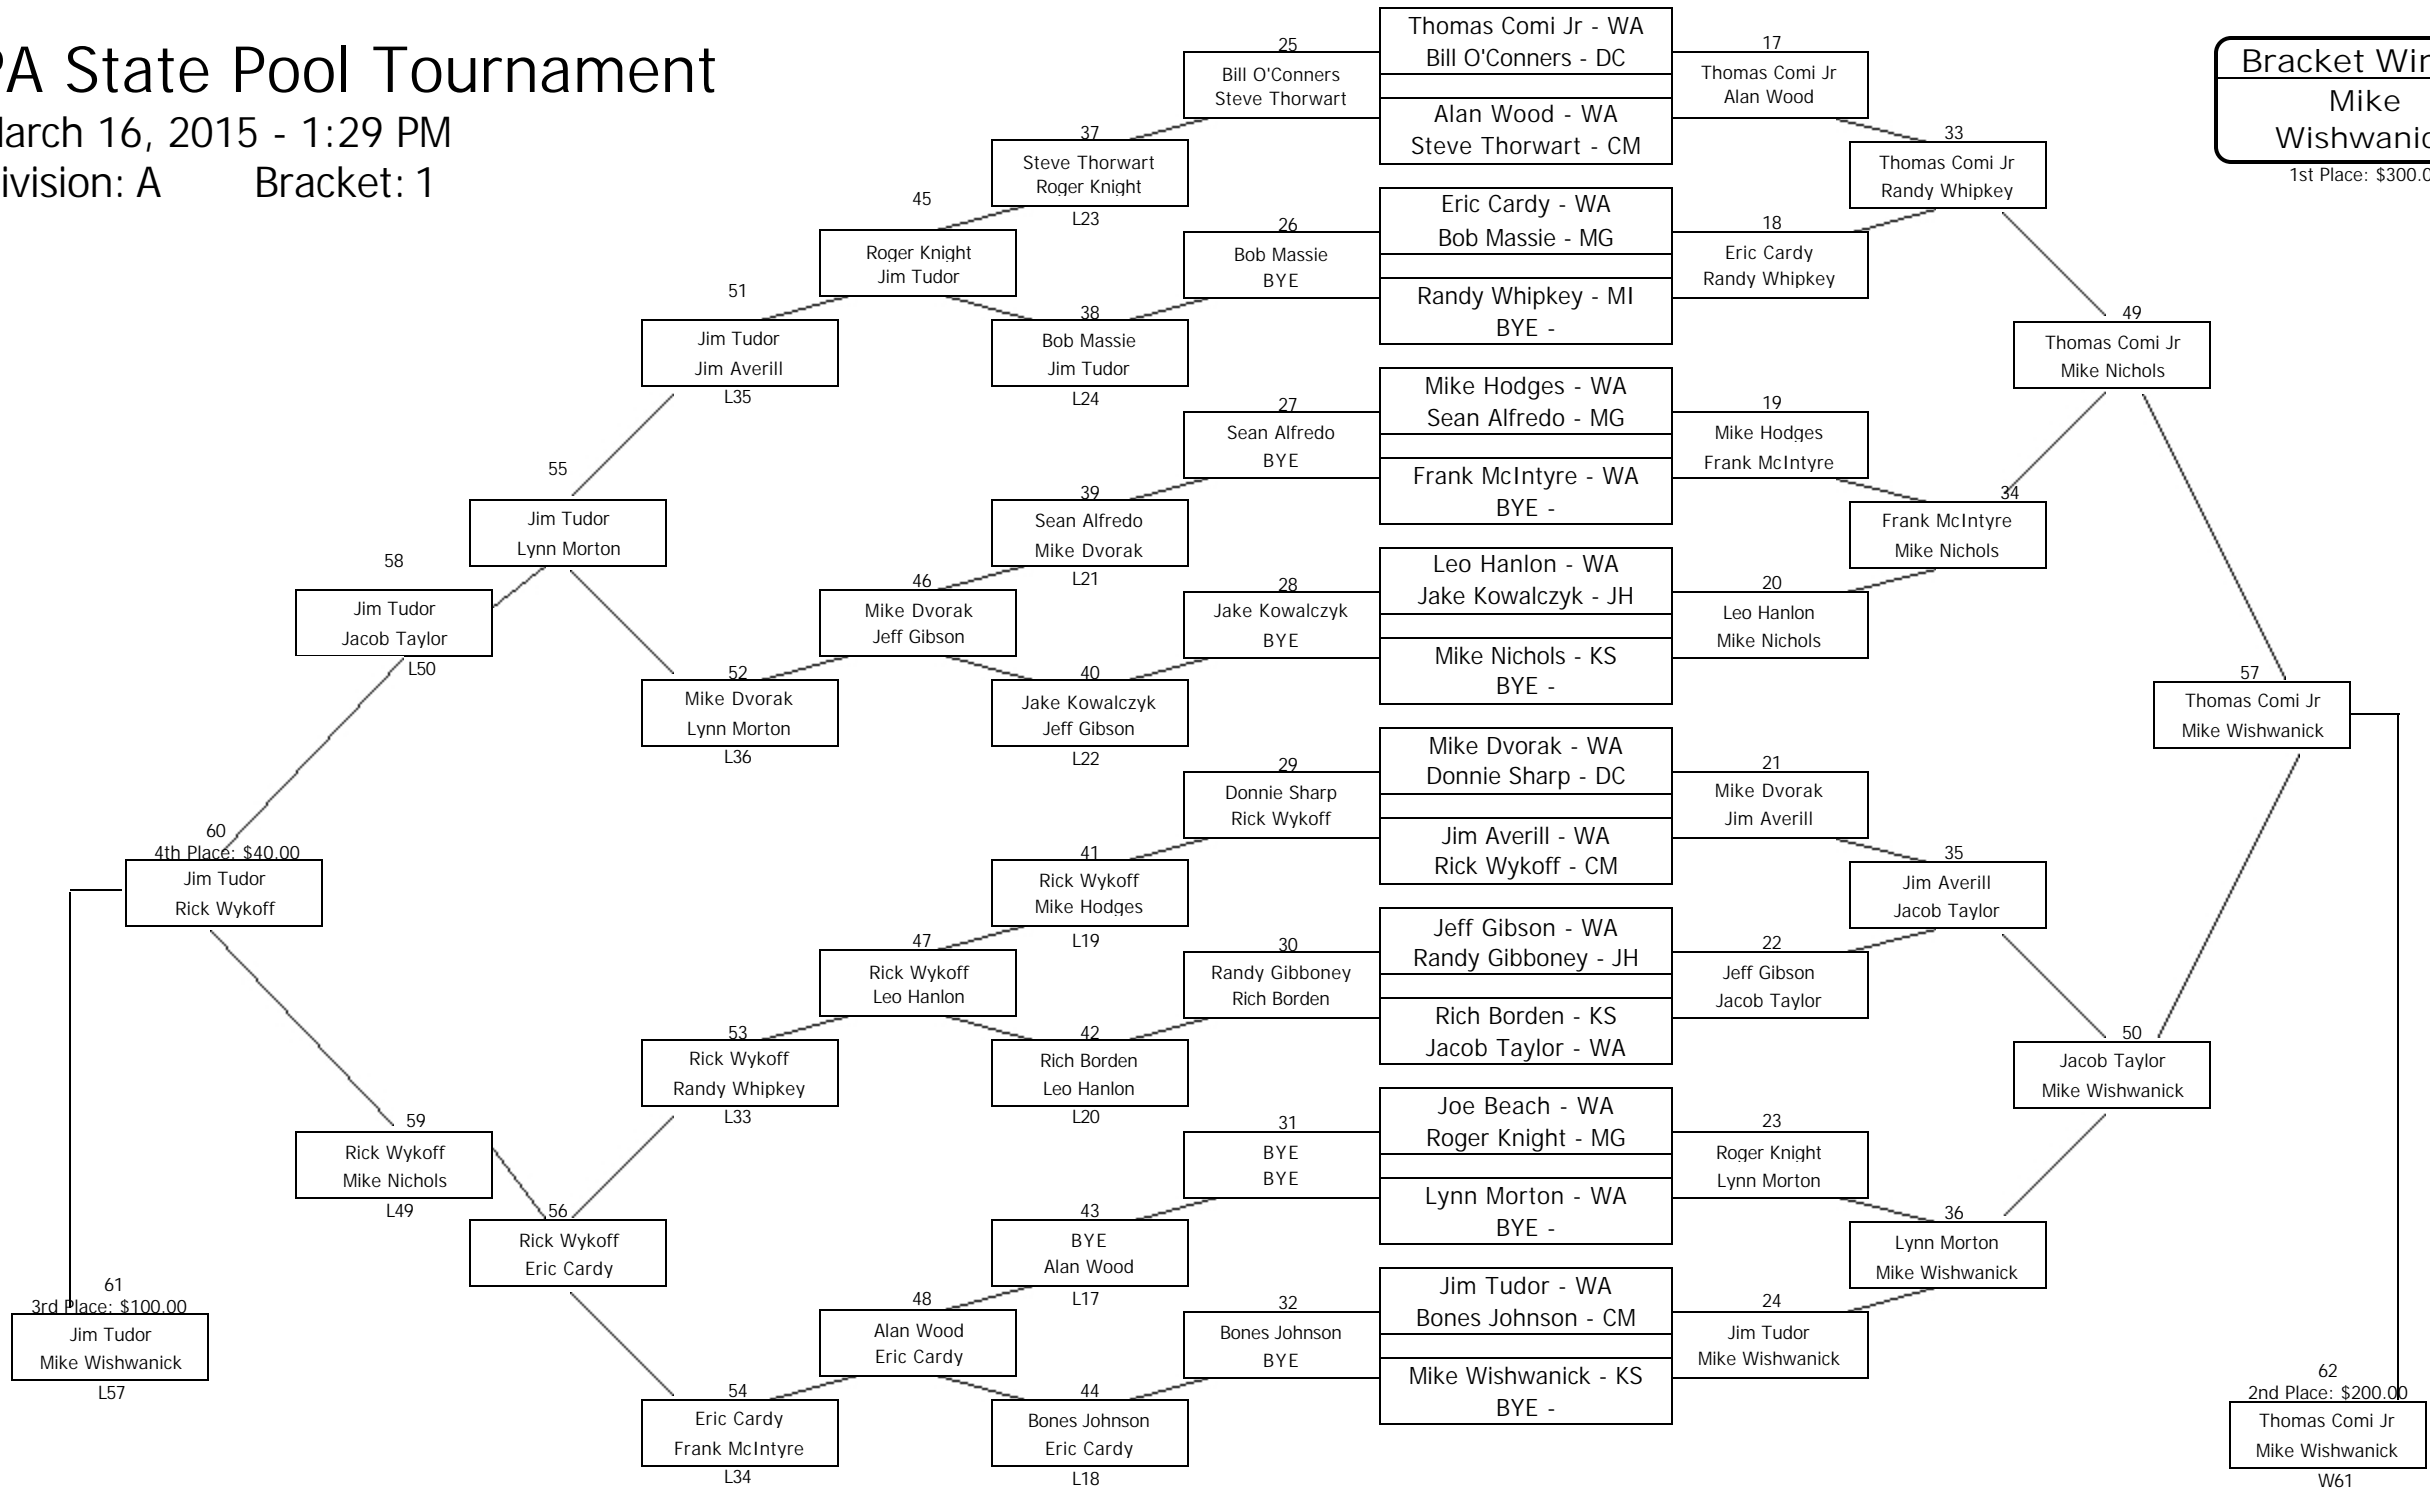 PA State Pool Tournament
March 16, 2015 - 1:29 PM
Division: A Bracket: 1
Bracket Win
Mike
Wishwanic
1st Place: $300.0
Thomas Comi Jr - WA
Bill O'Conners - DC
Alan Wood - WA
Steve Thorwart - CM
Eric Cardy - WA
Bob Massie - MG
Randy Whipkey - MI
BYE -
Mike Hodges - WA
Sean Alfredo - MG
Frank McIntyre - WA
BYE -
Leo Hanlon - WA
Jake Kowalczyk - JH
Mike Nichols - KS
BYE -
Mike Dvorak - WA
Donnie Sharp - DC
Jim Averill - WA
Rick Wykoff - CM
Jeff Gibson - WA
Randy Gibboney - JH
Rich Borden - KS
Jacob Taylor - WA
Joe Beach - WA
Roger Knight - MG
Lynn Morton - WA
BYE -
Jim Tudor - WA
Bones Johnson - CM
Mike Wishwanick - KS
BYE -
17
Thomas Comi Jr
Alan Wood
18
Eric Cardy
Randy Whipkey
19
Mike Hodges
Frank McIntyre
20
Leo Hanlon
Mike Nichols
21
Mike Dvorak
Jim Averill
22
Jeff Gibson
Jacob Taylor
23
Roger Knight
Lynn Morton
24
Jim Tudor
Mike Wishwanick
25
Bill O'Conners
Steve Thorwart
26
Bob Massie
BYE
27
Sean Alfredo
BYE
28
Jake Kowalczyk
BYE
29
Donnie Sharp
Rick Wykoff
30
Randy Gibboney
Rich Borden
31
BYE
BYE
32
Bones Johnson
BYE
33
Thomas Comi Jr
Randy Whipkey
34
Frank McIntyre
Mike Nichols
35
Jim Averill
Jacob Taylor
36
Lynn Morton
Mike Wishwanick
37
Steve Thorwart
Roger Knight
L23
38
Bob Massie
Jim Tudor
L24
39
Sean Alfredo
Mike Dvorak
L21
40
Jake Kowalczyk
Jeff Gibson
L22
41
Rick Wykoff
Mike Hodges
L19
42
Rich Borden
Leo Hanlon
L20
43
BYE
Alan Wood
L17
44
Bones Johnson
Eric Cardy
L18
45
Roger Knight
Jim Tudor
46
Mike Dvorak
Jeff Gibson
47
Rick Wykoff
Leo Hanlon
48
Alan Wood
Eric Cardy
49
Thomas Comi Jr
Mike Nichols
50
Jacob Taylor
Mike Wishwanick
51
Jim Tudor
Jim Averill
L35
52
Mike Dvorak
Lynn Morton
L36
53
Rick Wykoff
Randy Whipkey
L33
54
Eric Cardy
Frank McIntyre
L34
55
Jim Tudor
Lynn Morton
56
Rick Wykoff
Eric Cardy
57
Thomas Comi Jr
Mike Wishwanick
58
Jim Tudor
Jacob Taylor
L50
59
Rick Wykoff
Mike Nichols
L49
60
4th Place: $40.00
Jim Tudor
Rick Wykoff
61
3rd Place: $100.00
Jim Tudor
Mike Wishwanick
L57
62
2nd Place: $200.00
Thomas Comi Jr
Mike Wishwanick
W61